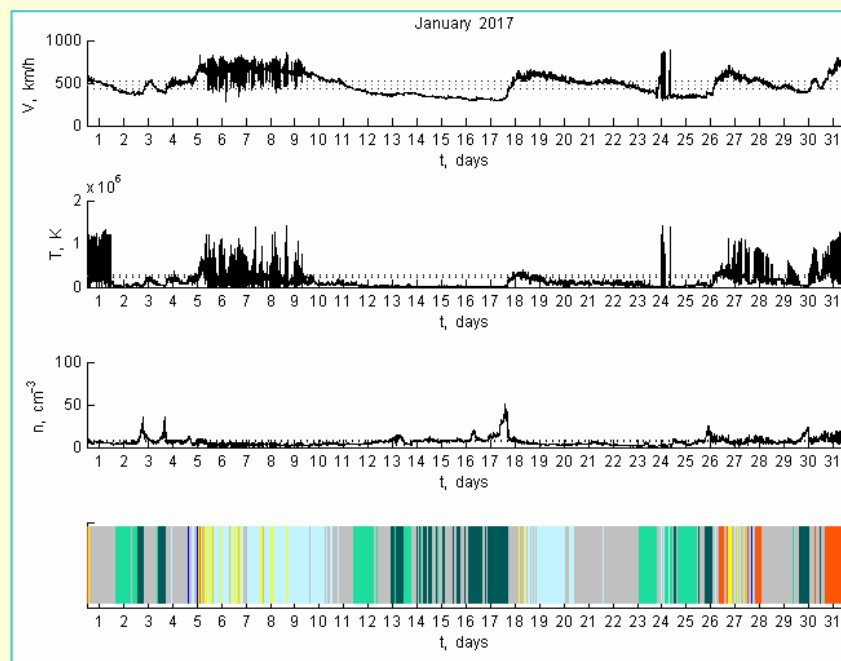 January 2017
1000
500
0
V, km/h
1 2 3 4 5 6 7 8 9 10 11 12 13 14 15 16 17 18 19 20 21 22 23 24 25 26 27 28 29 30 31
t, days
x 10⁶
2
1
0
T, K
1 2 3 4 5 6 7 8 9 10 11 12 13 14 15 16 17 18 19 20 21 22 23 24 25 26 27 28 29 30 31
t, days
100
50
0
n, cm⁻³
1 2 3 4 5 6 7 8 9 10 11 12 13 14 15 16 17 18 19 20 21 22 23 24 25 26 27 28 29 30 31
t, days
1 2 3 4 5 6 7 8 9 10 11 12 13 14 15 16 17 18 19 20 21 22 23 24 25 26 27 28 29 30 31
t, days